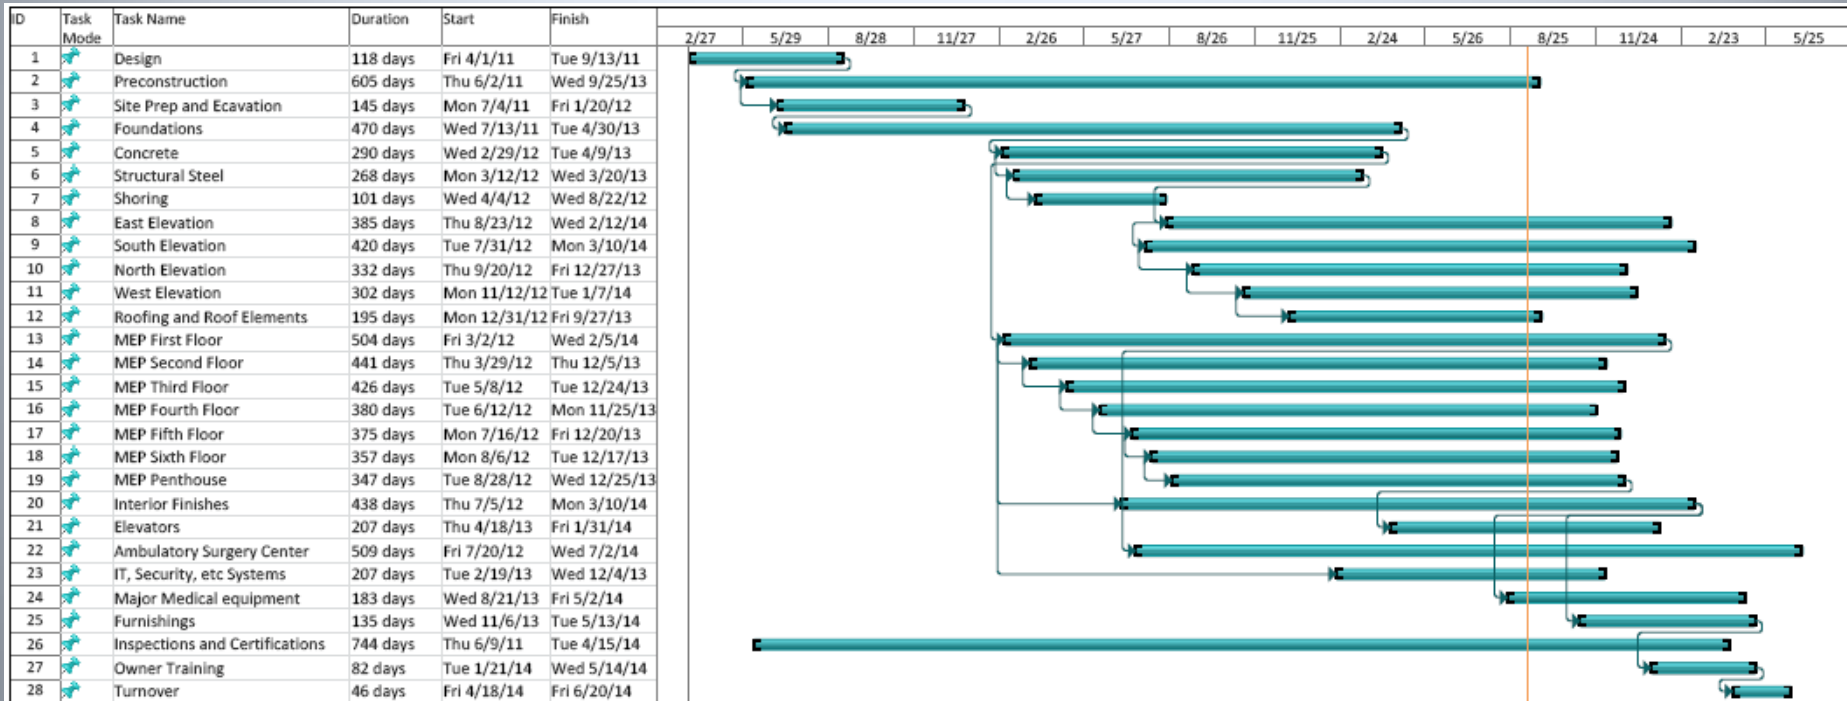 ID Task Mode Task Name Duration Start Finish
2/27 5/29 8/28 11/27 2/26 5/27 8/26 11/25 2/24 5/26 8/25 11/24 2/23 5/25
1 Design 118 days Fri 4/1/11 Tue 9/13/11
2 Preconstruction 605 days Thu 6/2/11 Wed 9/25/13
3 Site Prep and Ecavation 145 days Mon 7/4/11 Fri 1/20/12
4 Foundations 470 days Wed 7/13/11 Tue 4/30/13
5 Concrete 290 days Wed 2/29/12 Tue 4/9/13
6 Structural Steel 268 days Mon 3/12/12 Wed 3/20/13
7 Shoring 101 days Wed 4/4/12 Wed 8/22/12
8 East Elevation 385 days Thu 8/23/12 Wed 2/12/14
9 South Elevation 420 days Tue 7/31/12 Mon 3/10/14
10 North Elevation 332 days Thu 9/20/12 Fri 12/27/13
11 West Elevation 302 days Mon 11/12/12 Tue 1/7/14
12 Roofing and Roof Elements 195 days Mon 12/31/12 Fri 9/27/13
13 MEP First Floor 504 days Fri 3/2/12 Wed 2/5/14
14 MEP Second Floor 441 days Thu 3/29/12 Thu 12/5/13
15 MEP Third Floor 426 days Tue 5/8/12 Tue 12/24/13
16 MEP Fourth Floor 380 days Tue 6/12/12 Mon 11/25/13
17 MEP Fifth Floor 375 days Mon 7/16/12 Fri 12/20/13
18 MEP Sixth Floor 357 days Mon 8/6/12 Tue 12/17/13
19 MEP Penthouse 347 days Tue 8/28/12 Wed 12/25/13
20 Interior Finishes 438 days Thu 7/5/12 Mon 3/10/14
21 Elevators 207 days Thu 4/18/13 Fri 1/31/14
22 Ambulatory Surgery Center 509 days Fri 7/20/12 Wed 7/2/14
23 IT, Security, etc Systems 207 days Tue 2/19/13 Wed 12/4/13
24 Major Medical equipment 183 days Wed 8/21/13 Fri 5/2/14
25 Furnishings 135 days Wed 11/6/13 Tue 5/13/14
26 Inspections and Certifications 744 days Thu 6/9/11 Tue 4/15/14
27 Owner Training 82 days Tue 1/21/14 Wed 5/14/14
28 Turnover 46 days Fri 4/18/14 Fri 6/20/14